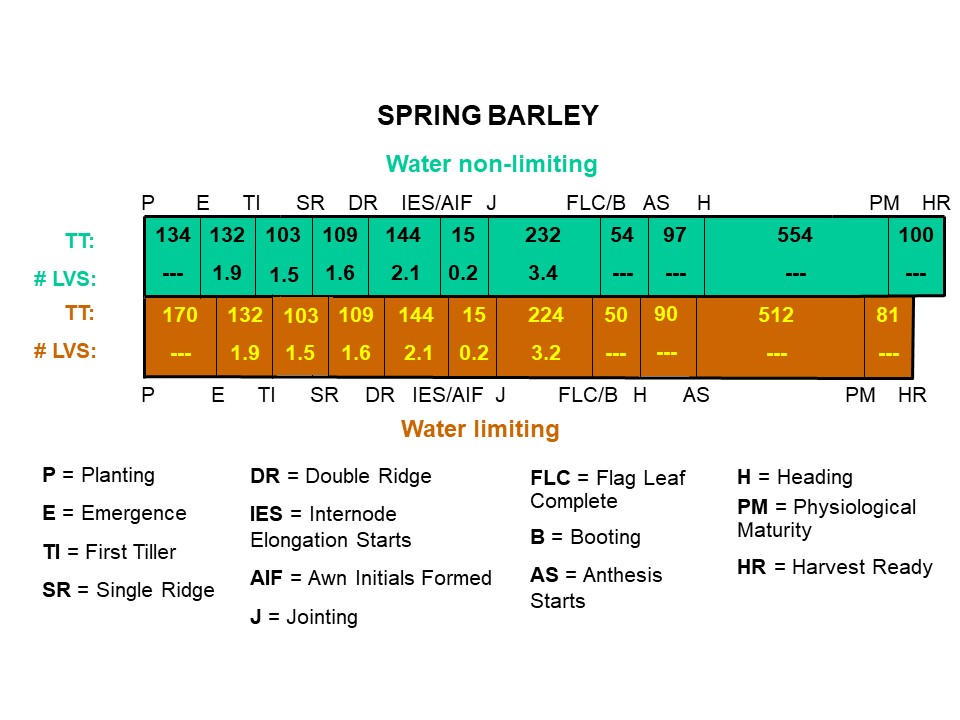 SPRING BARLEY
Water non-limiting
P E TI SR DR IES/AIF J FLC/B AS H PM HR
TT: 134 132 103 109 144 15 232 54 97 554 100
# LVS: --- 1.9 1.5 1.6 2.1 0.2 3.4 --- --- --- ---
TT: 170 132 103 109 144 15 224 50 90 512 81
# LVS: --- 1.9 1.5 1.6 2.1 0.2 3.2 --- --- --- ---
P E TI SR DR IES/AIF J FLC/B H AS PM HR
Water limiting
P = Planting
E = Emergence
TI = First Tiller
SR = Single Ridge
DR = Double Ridge
IES = Internode
Elongation Starts
AIF = Awn Initials Formed
J = Jointing
FLC = Flag Leaf
Complete
B = Booting
AS = Anthesis
Starts
H = Heading
PM = Physiological
Maturity
HR = Harvest Ready